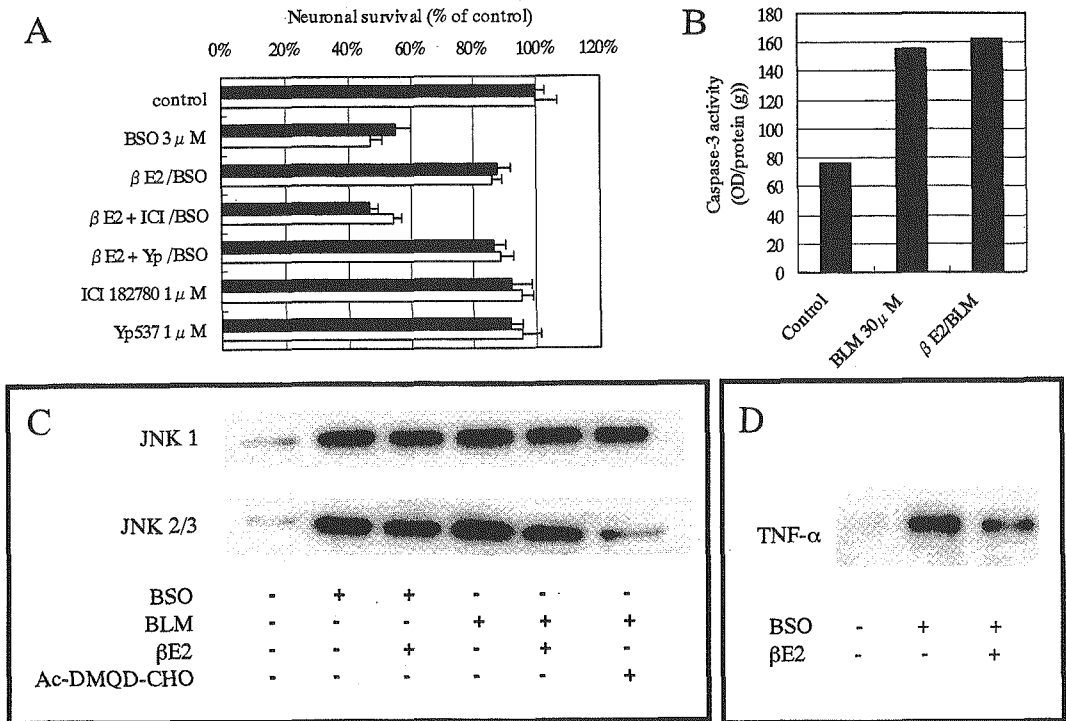 A
Neuronal survival (% of control)
0% 20% 40% 60% 80% 100% 120%
control
BSO 3 μ M
β E2 /BSO
β E2 + ICI /BSO
β E2 + Yp /BSO
ICI 182780 1 μ M
Yp537 1 μ M
B
Caspase-3 activity
(OD/protein (g))
180
160
140
120
100
80
60
40
20
0
Control
BLM 30μ M
β E2/BLM
C
JNK 1
JNK 2/3
BSO - + + - - -
BLM - - - + + +
βE2 - - + - + -
Ac-DMQD-CHO - - - - - +
D
TNF-α
BSO - + +
βE2 - - +